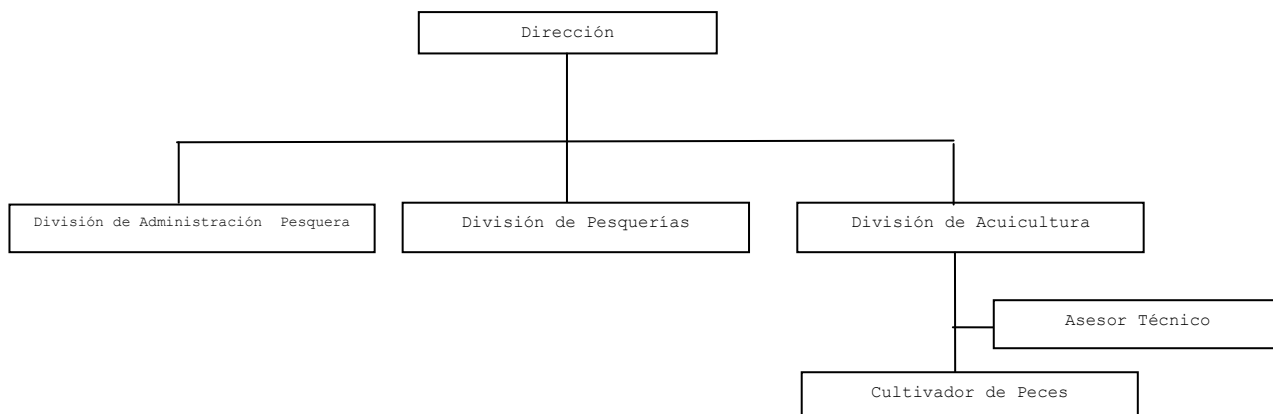 Dirección
División de Administración Pesquera
División de Pesquerías
División de Acuicultura
Asesor Técnico
Cultivador de Peces